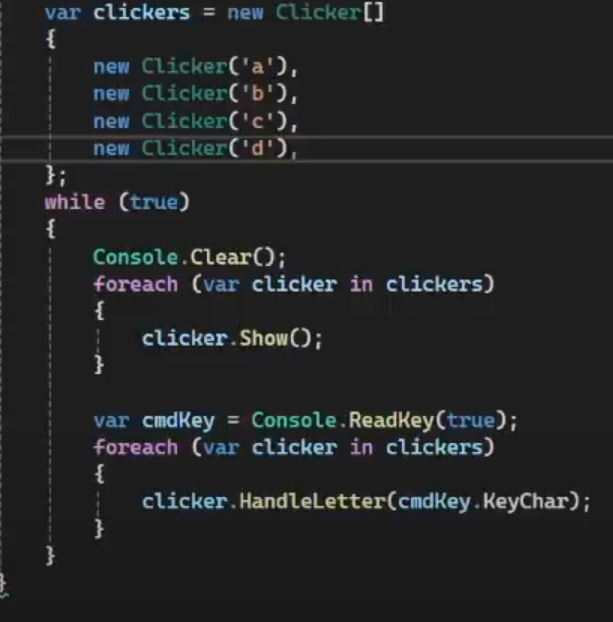 var clickers = new Clicker[]
{
    new Clicker('a'),
    new Clicker('b'),
    new Clicker('c'),
    new Clicker('d'),
};
while (true)
{
    Console.Clear();
    foreach (var clicker in clickers)
    {
        clicker.Show();
    }

    var cmdKey = Console.ReadKey(true);
    foreach (var clicker in clickers)
    {
        clicker.HandleLetter(cmdKey.KeyChar);
    }
}
}